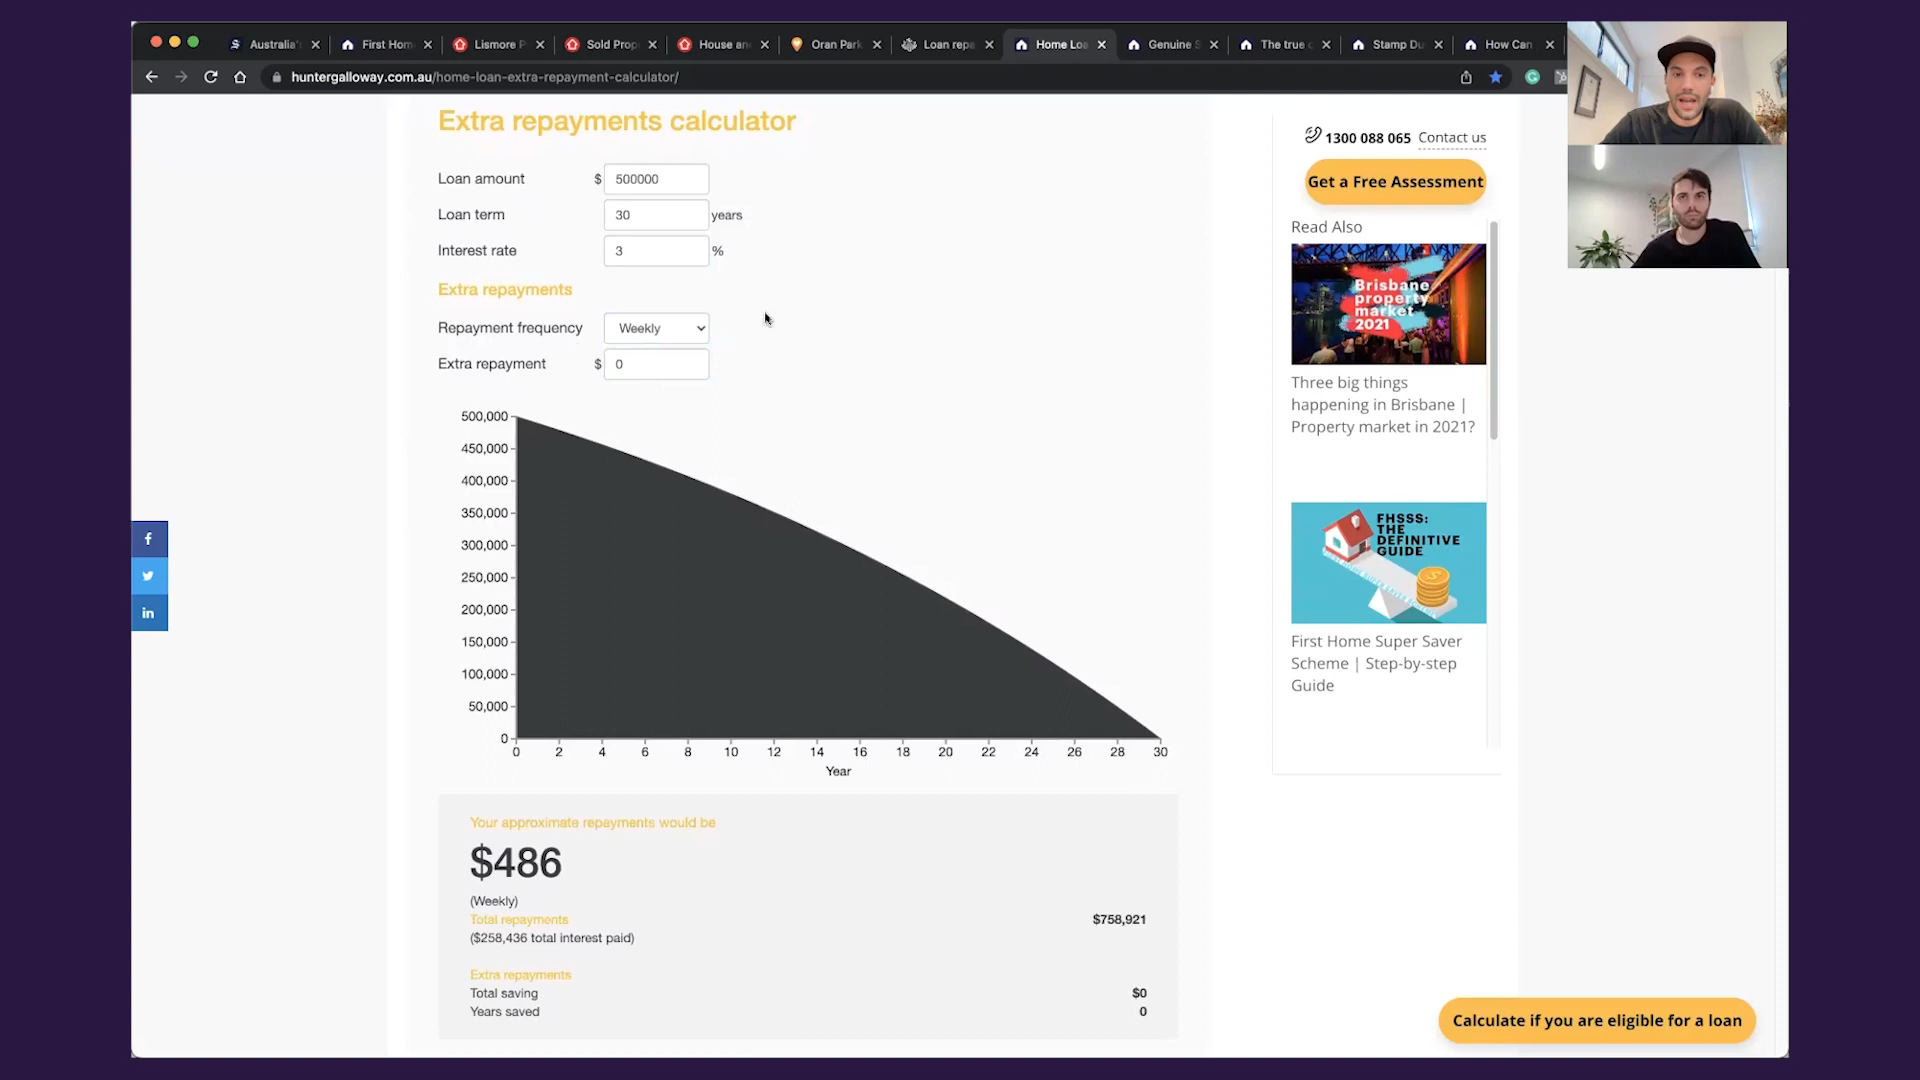 Australia'
First Hom
Lismore P
Sold Prop
House an
Oran Park
Loan repa
Home Loa
Genuine S
The true c
Stamp Du
How Can
huntergalloway.com.au/home-loan-extra-repayment-calculator/
Extra repayments calculator
Loan amount $ 500000
Loan term 30 years
Interest rate 3 %
Extra repayments
Repayment frequency Weekly
Extra repayment $ 0
500,000
450,000
400,000
350,000
300,000
250,000
200,000
150,000
100,000
50,000
0
0 2 4 6 8 10 12 14 16 18 20 22 24 26 28 30
Year
Your approximate repayments would be
$486
(Weekly)
Total repayments $758,921
($258,436 total interest paid)
Extra repayments
Total saving $0
Years saved 0
1300 088 065 Contact us
Get a Free Assessment
Read Also
Brisbane
property
market
2021
Three big things
happening in Brisbane |
Property market in 2021?
FHSSS:
THE
DEFINITIVE
GUIDE
First Home Super Saver
Scheme | Step-by-step
Guide
Calculate if you are eligible for a loan